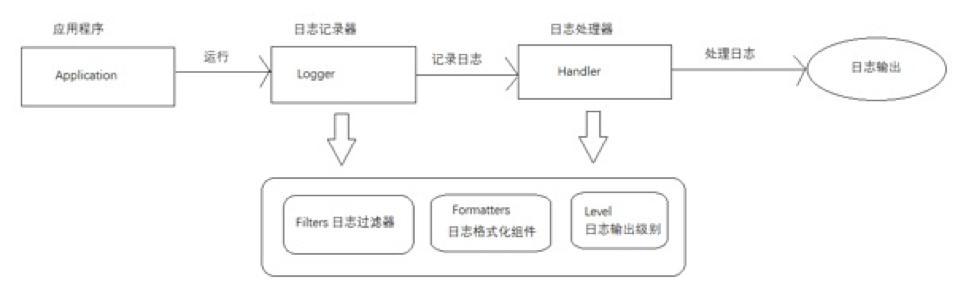 应用程序
日志记录器
日志处理器
Application
运行
Logger
记录日志
Handler
处理日志
日志输出
Filters 日志过滤器
Formatters
日志格式化组件
Level
日志输出级别